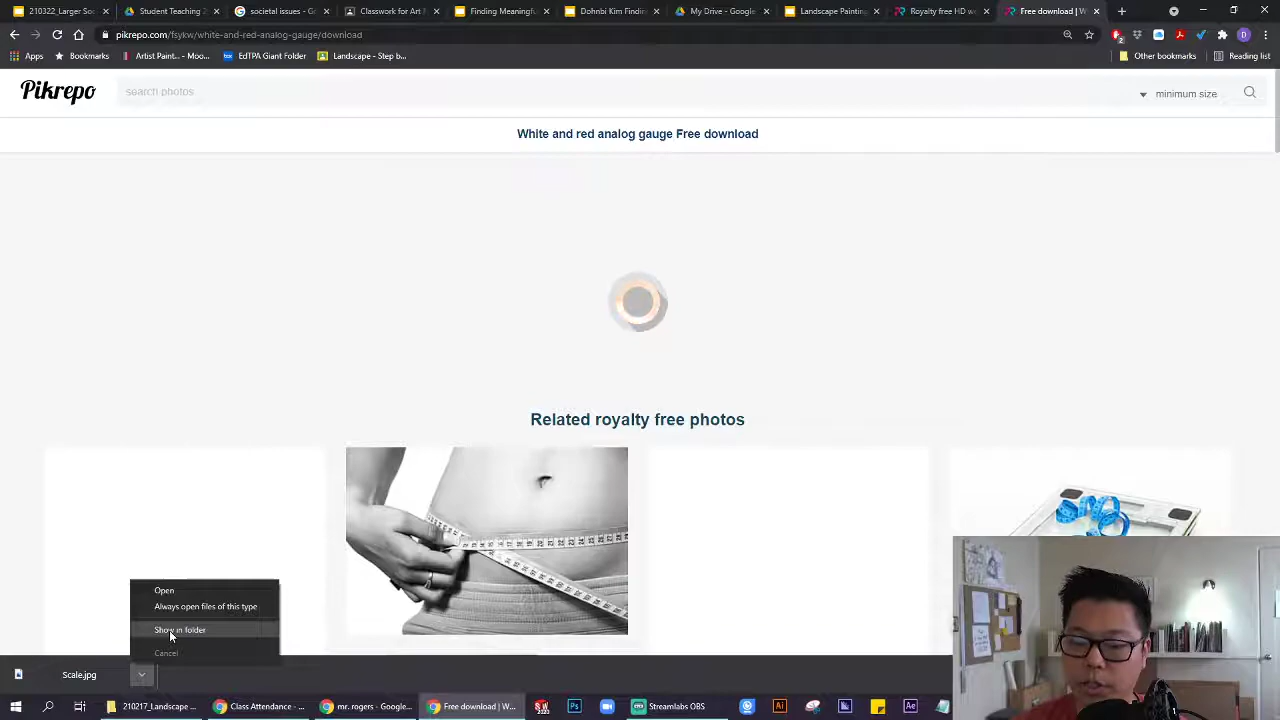 210322_Larger Soc
Student Teaching 2
societal issues - G
Classwork for Art F
Finding Meaningfu
Dohnbi Kim Findin
My Drive - Google
Landscape Painting
Royalty free HD w
Free download | W
pikrepo.com/fsykw/white-and-red-analog-gauge/download
Apps
Bookmarks
Artist Paint... - Moo...
EdTPA Giant Folder
Landscape - Step b...
Other bookmarks
Reading list
Pikrepo
search photos
minimum size
White and red analog gauge Free download
Related royalty free photos
Open
Always open files of this type
Show in folder
Cancel
Scale.jpg
210217_Landscape ...
Class Attendance - ...
mr. rogers - Google...
Free download | W...
Streamlabs OBS